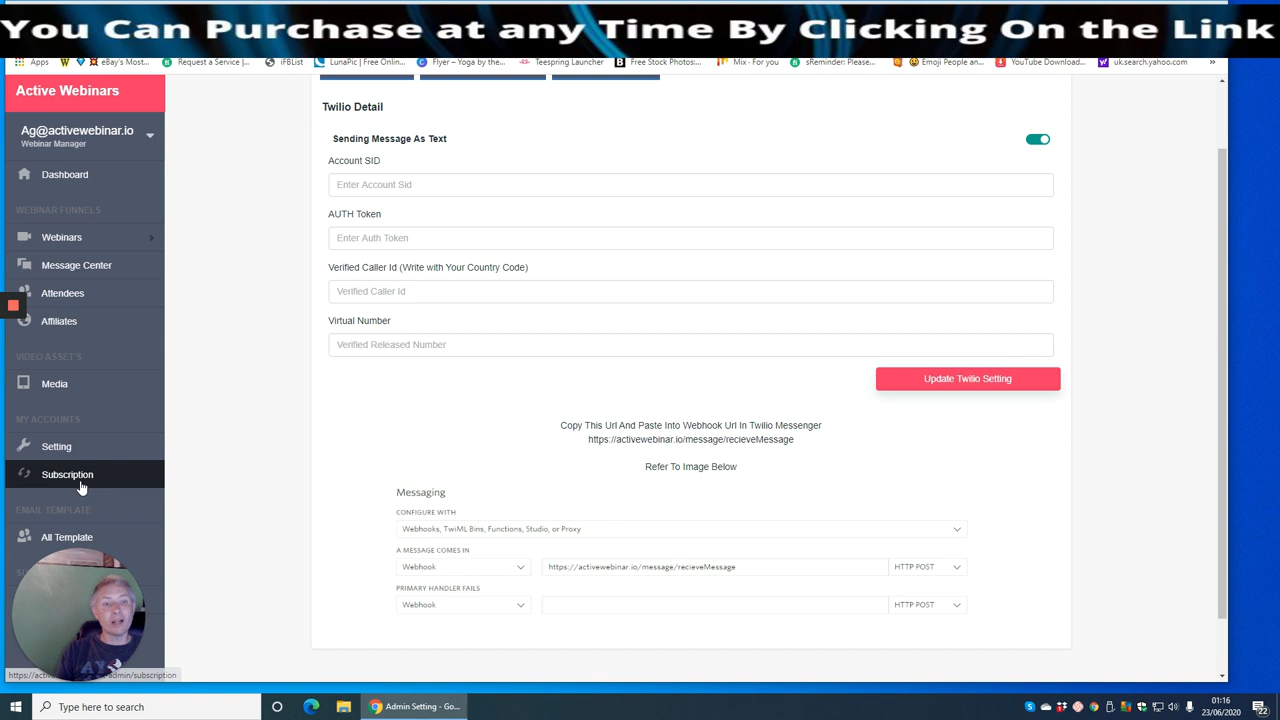 You Can Purchase at any Time By Clicking On the Link
Apps
eBay's Most...
Request a Service |...
iFBList
LunaPic | Free Onlin...
Flyer – Yoga by the...
Teespring Launcher
Free Stock Photos:...
Mix · For you
sReminder: Please...
Emoji People and...
YouTube Download...
uk.search.yahoo.com
»
Active Webinars
Ag@activewebinar.io
Webinar Manager
Dashboard
WEBINAR FUNNELS
Webinars
Message Center
Attendees
Affiliates
VIDEO ASSET'S
Media
MY ACCOUNTS
Setting
Subscription
EMAIL TEMPLATE
All Template
Twilio Detail
Sending Message As Text
Account SID
Enter Account Sid
AUTH Token
Enter Auth Token
Verified Caller Id (Write with Your Country Code)
Verified Caller Id
Virtual Number
Verified Released Number
Update Twilio Setting
Copy This Url And Paste Into Webhook Url In Twilio Messenger
https://activewebinar.io/message/recieveMessage
Refer To Image Below
Messaging
CONFIGURE WITH
Webhooks, TwiML Bins, Functions, Studio, or Proxy
A MESSAGE COMES IN
Webhook
https://activewebinar.io/message/recieveMessage
HTTP POST
PRIMARY HANDLER FAILS
Webhook
HTTP POST
Type here to search
Admin Setting - Go...
01:16
23/06/2020
22